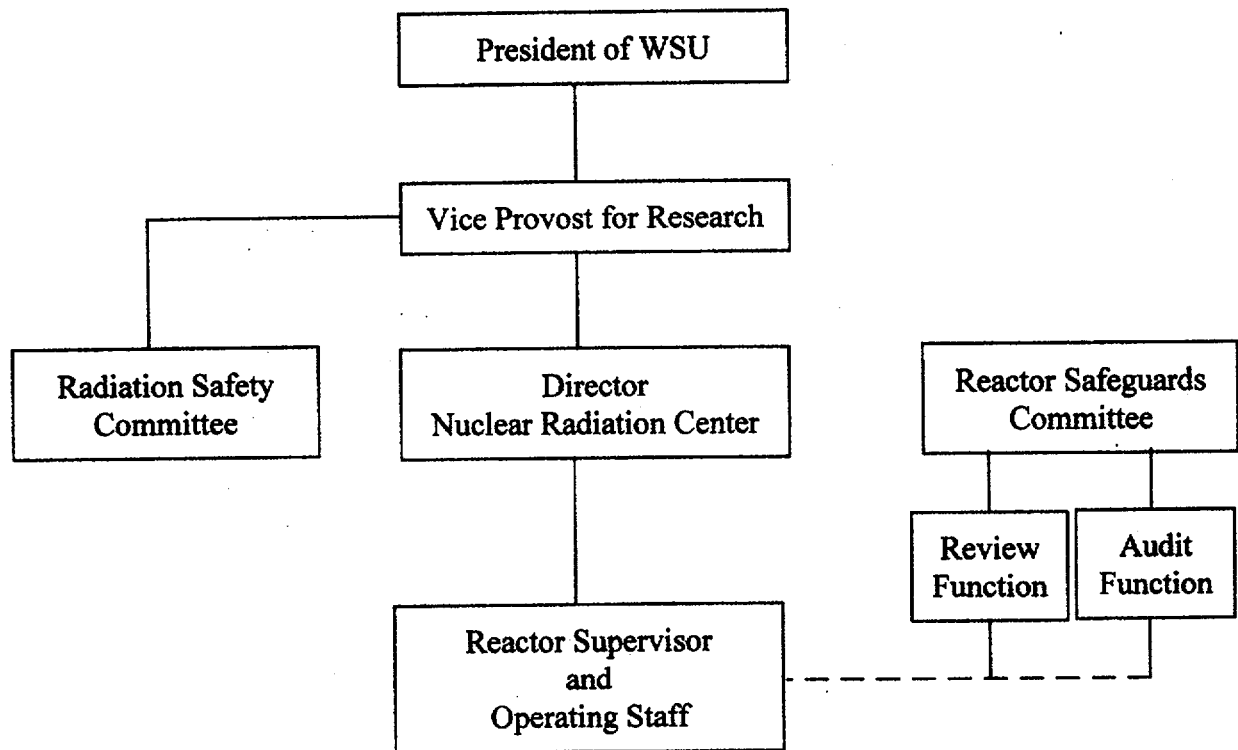 President of WSU
Vice Provost for Research
Radiation Safety
Committee
Director
Nuclear Radiation Center
Reactor Safeguards
Committee
Review
Function
Audit
Function
Reactor Supervisor
and
Operating Staff